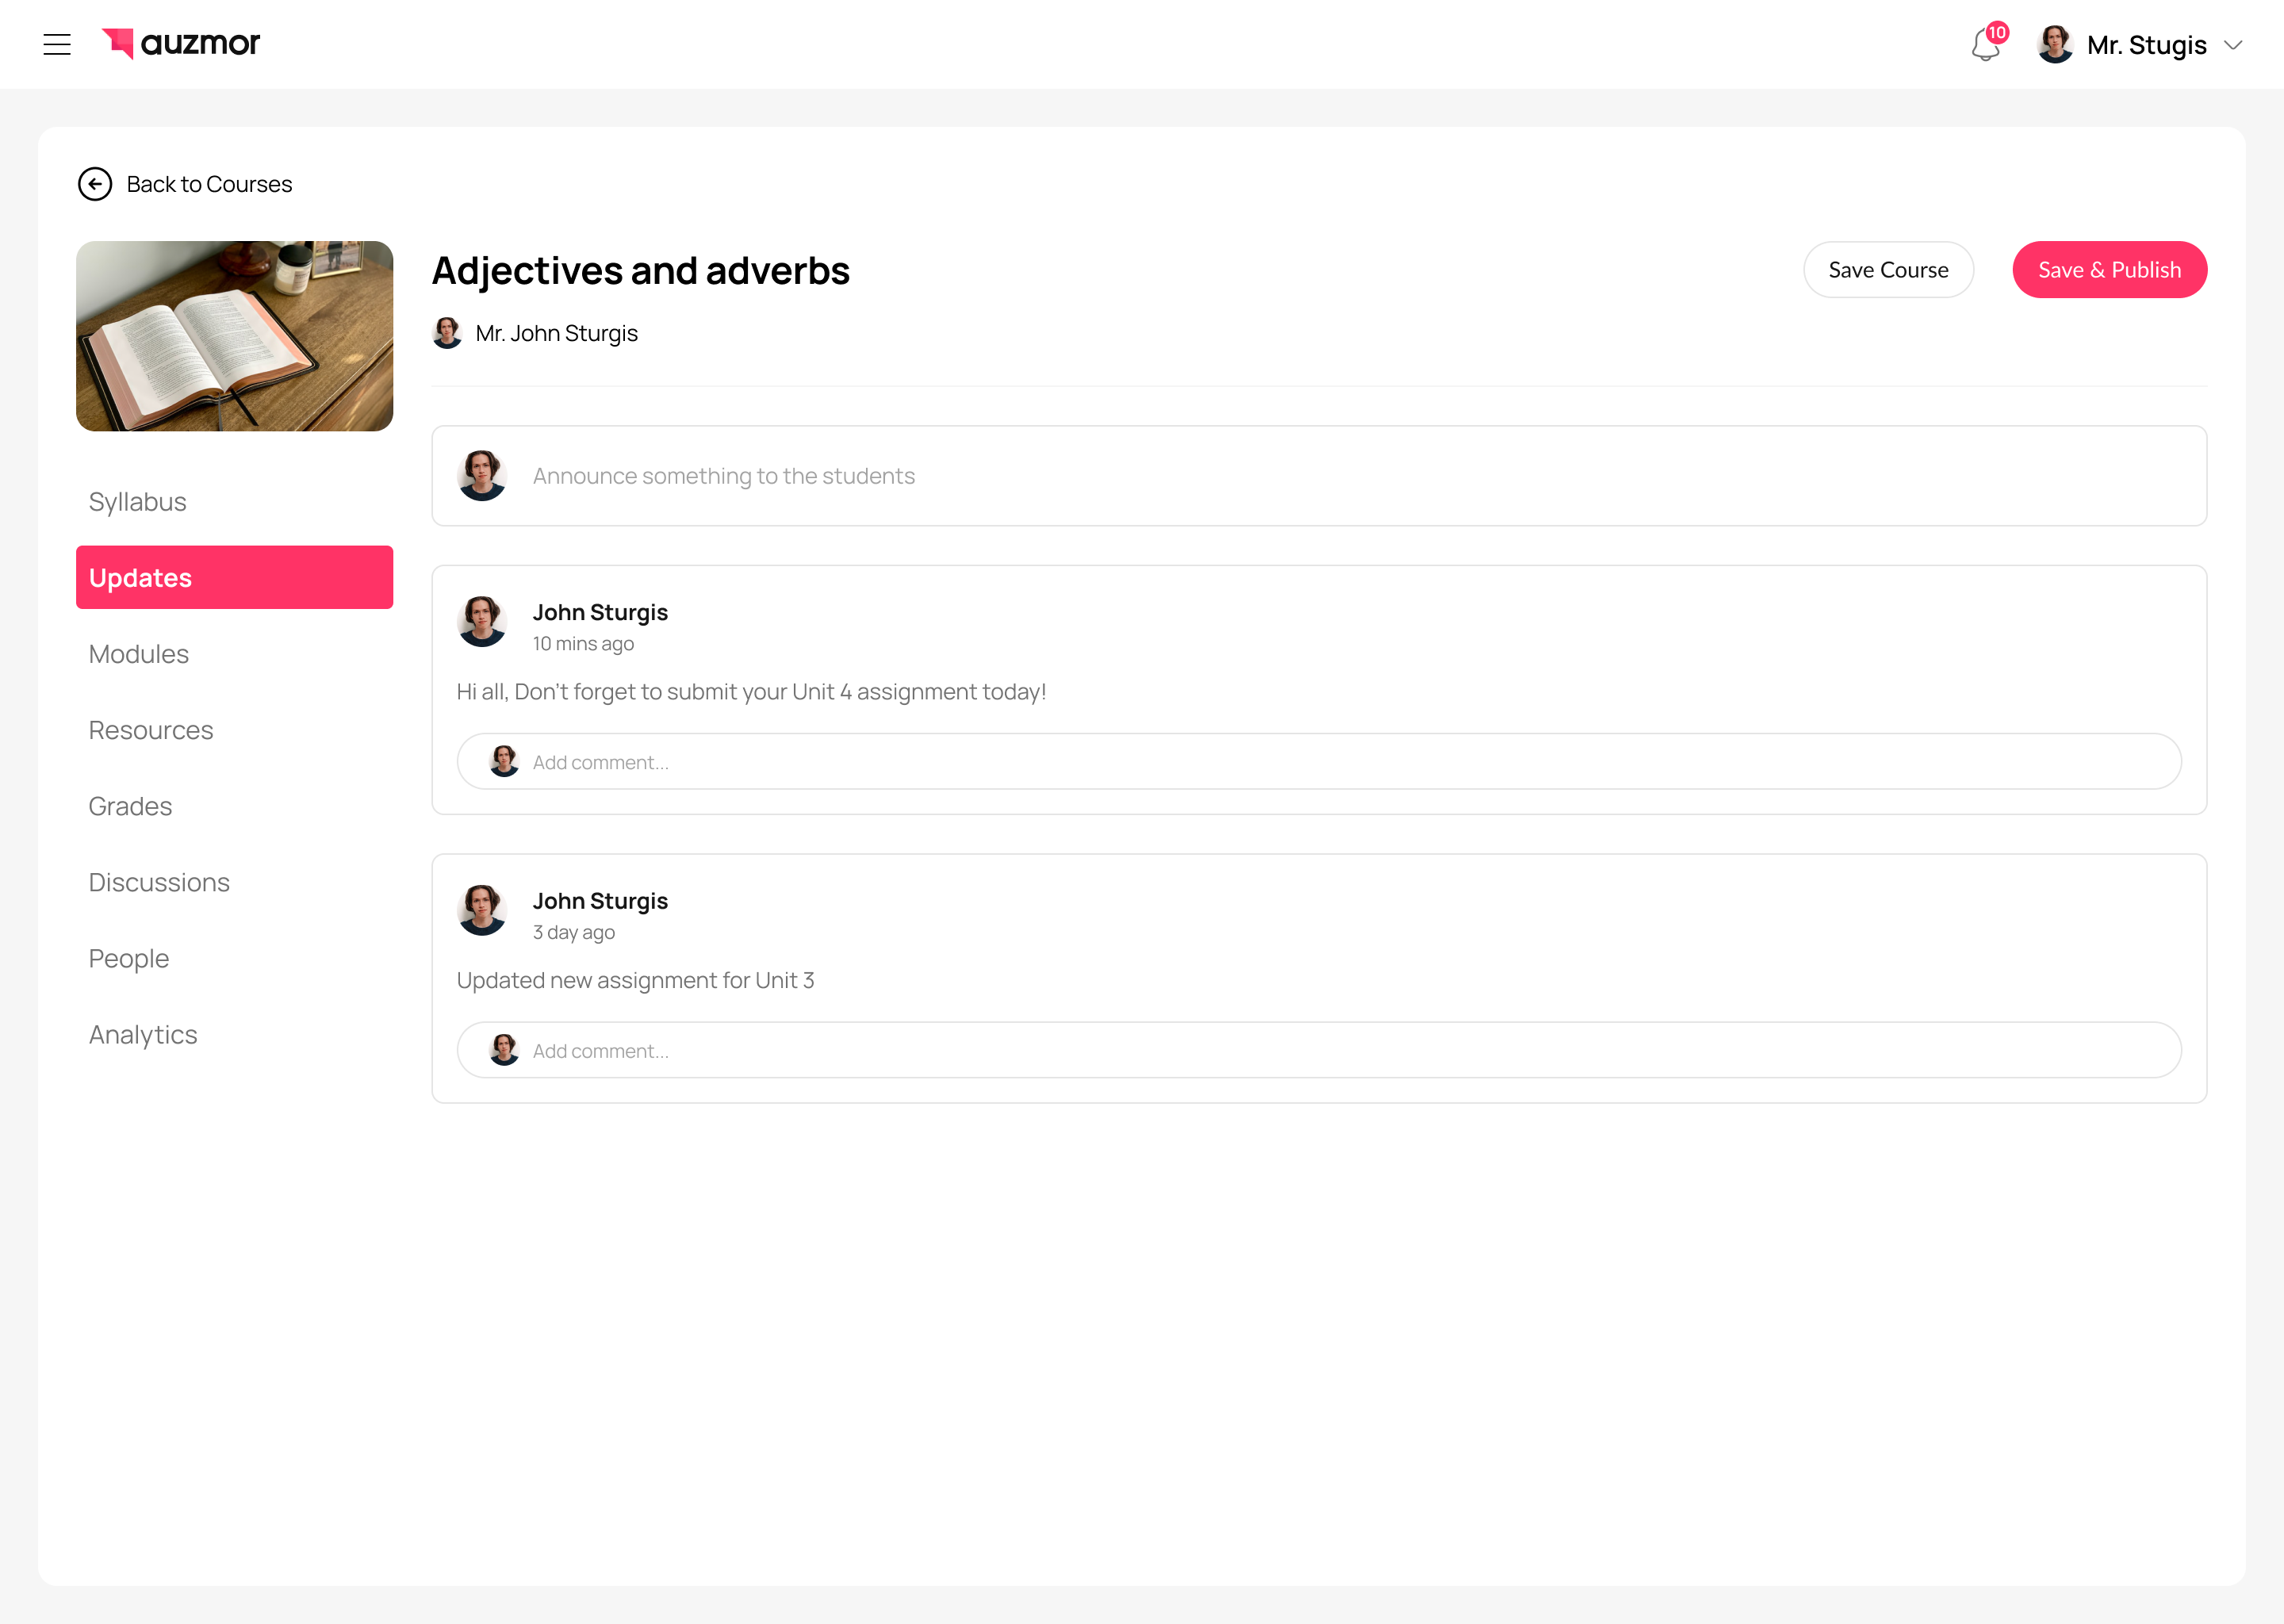 auzmor
10
Mr. Stugis
Back to Courses
Adjectives and adverbs
Save Course
Save & Publish
Mr. John Sturgis
Announce something to the students
Syllabus
Updates
Modules
Resources
Grades
Discussions
People
Analytics
John Sturgis
10 mins ago
Hi all, Don't forget to submit your Unit 4 assignment today!
Add comment...
John Sturgis
3 day ago
Updated new assignment for Unit 3
Add comment...